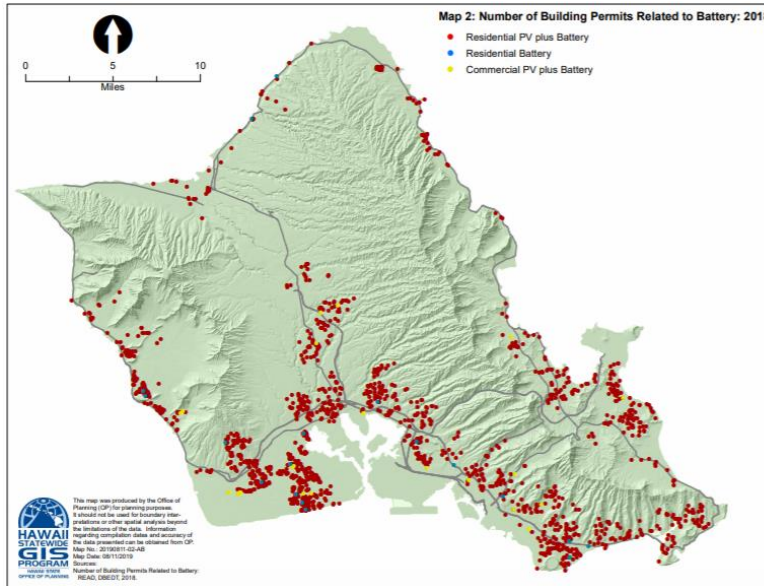 Map 2: Number of Building Permits Related to Battery: 201
Residential PV plus Battery
Residential Battery
Commercial PV plus Battery
0 5 10
Miles
This map was produced by the Office of
Planning (OP) for planning purposes.
It should not be used for boundary inter-
pretations or other spatial analysis beyond
the limitations of the data. Information
regarding compilation dates and accuracy of
the data presented can be obtained from OP.
Map No.: 20190811-02-AB
Map Date: 08/11/2019
Sources:
Number of Building Permits Related to Battery:
READ, DBEDT, 2018.
HAWAII
STATEWIDE
GIS
PROGRAM
HAWAII STATE
OFFICE OF PLANNING